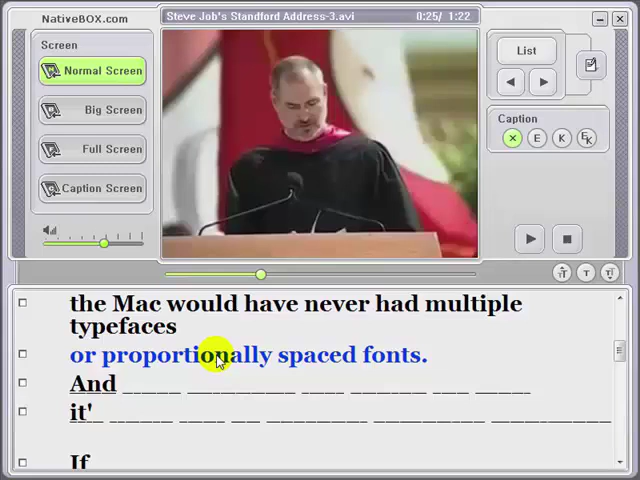 NativeBOX.com
Steve Job's Standford Address-3.avi
0:25/ 1:22
Screen
Normal Screen
Big Screen
Full Screen
Caption Screen
List
Caption
X E K EK
T T T
the Mac would have never had multiple
typefaces
or proportionally spaced fonts.
And
it'
If